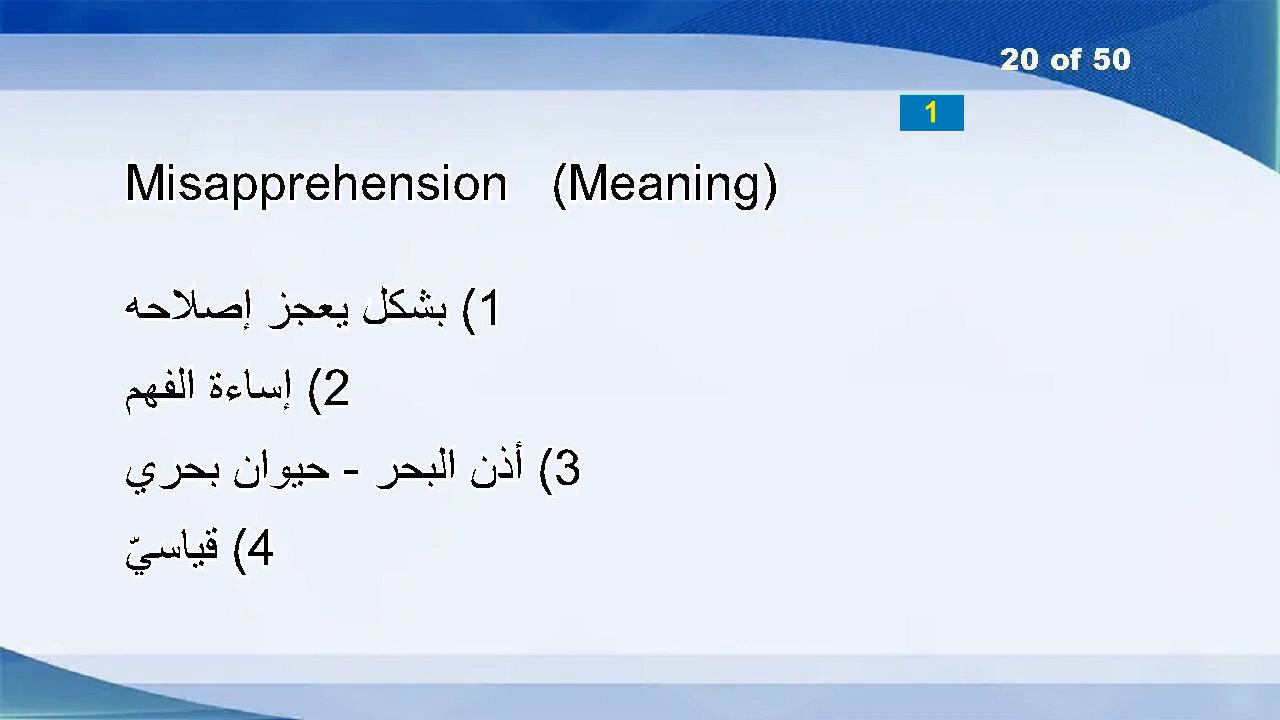 20 of 50
1
Misapprehension (Meaning)
1) بشكل يعجز إصلاحه
2) إساءة الفهم
3) أذن البحر - حيوان بحري
4) قياسيّ